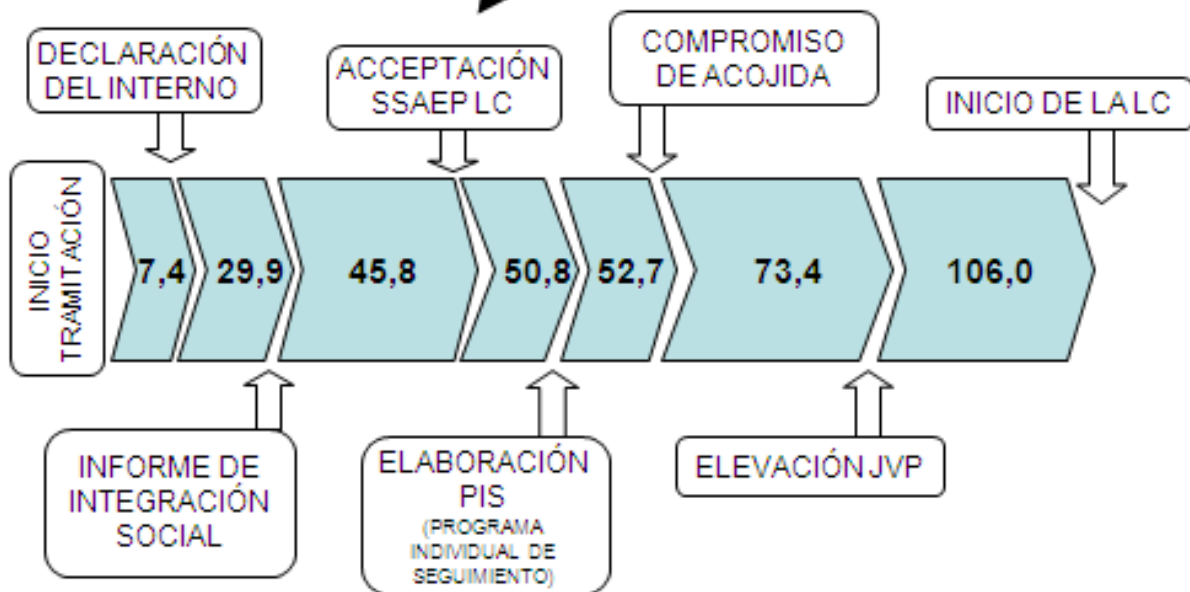 DECLARACIÓN
DEL INTERNO
ACCEPTACIÓN
SSAEP LC
COMPROMISO
DE ACOJIDA
INICIO DE LA LC
INICIO
TRAMITACIÓN
7,4
29,9
45,8
50,8
52,7
73,4
106,0
INFORME DE
INTEGRACIÓN
SOCIAL
ELABORACIÓN
PIS
(PROGRAMA
INDIVIDUAL DE
SEGUIMIENTO)
ELEVACIÓN JVP